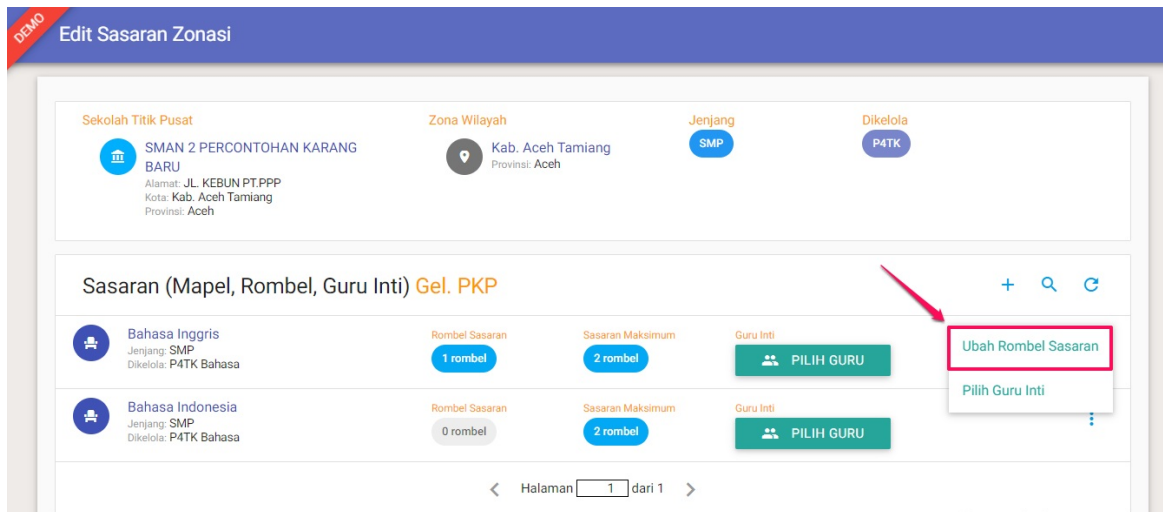 DEMO
Edit Sasaran Zonasi
Sekolah Titik Pusat
SMAN 2 PERCONTOHAN KARANG
BARU
Alamat: JL. KEBUN PT.PPP
Kota: Kab. Aceh Tamiang
Provinsi: Aceh
Zona Wilayah
Kab. Aceh Tamiang
Provinsi: Aceh
Jenjang
SMP
Dikelola
P4TK
Sasaran (Mapel, Rombel, Guru Inti) Gel. PKP
Bahasa Inggris
Jenjang: SMP
Dikelola: P4TK Bahasa
Rombel Sasaran
1 rombel
Sasaran Maksimum
2 rombel
Guru Inti
PILIH GURU
Ubah Rombel Sasaran
Pilih Guru Inti
Bahasa Indonesia
Jenjang: SMP
Dikelola: P4TK Bahasa
Rombel Sasaran
0 rombel
Sasaran Maksimum
2 rombel
Guru Inti
PILIH GURU
Halaman 1 dari 1